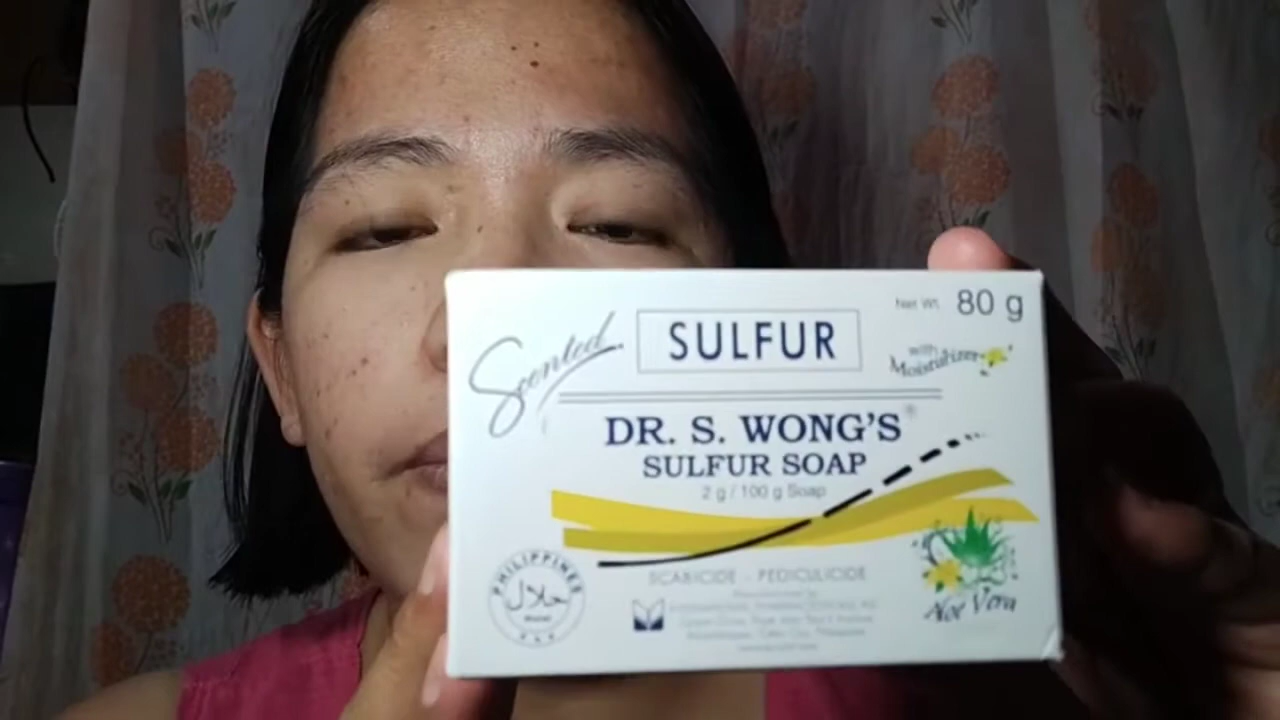 Net Wt. 80 g
Scented
SULFUR
with
Moisturizer
DR. S. WONG'S®
SULFUR SOAP
2 g / 100 g Soap
SCABICIDE - PEDICULICIDE
PHILIPPINES
حلال
Aloe Vera